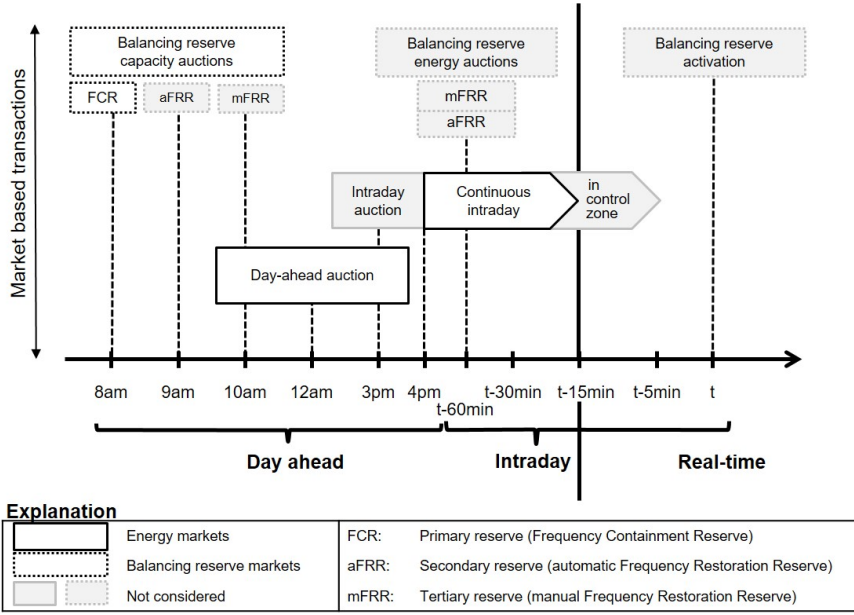 Market based transactions
Balancing reserve
capacity auctions
Balancing reserve
energy auctions
Balancing reserve
activation
FCR
aFRR
mFRR
mFRR
aFRR
Intraday
auction
Continuous
intraday
in
control
zone
Day-ahead auction
8am
9am
10am
12am
3pm
4pm
t-60min
t-30min
t-15min
t-5min
t
Day ahead
Intraday
Real-time
Explanation
Energy markets
FCR: Primary reserve (Frequency Containment Reserve)
Balancing reserve markets
aFRR: Secondary reserve (automatic Frequency Restoration Reserve)
Not considered
mFRR: Tertiary reserve (manual Frequency Restoration Reserve)